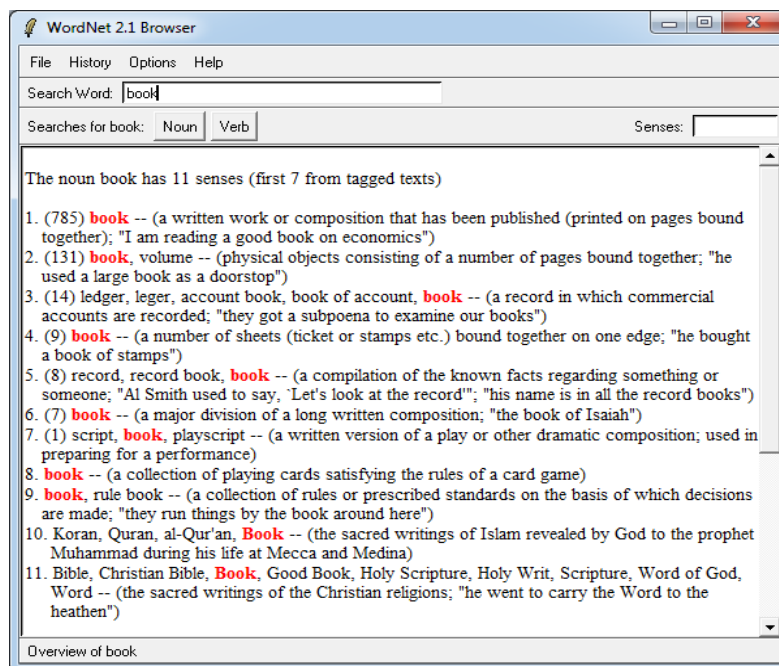 WordNet 2.1 Browser
File History Options Help
Search Word: book
Searches for book: Noun Verb Senses:
The noun book has 11 senses (first 7 from tagged texts)
1. (785) book -- (a written work or composition that has been published (printed on pages bound
together); "I am reading a good book on economics")
2. (131) book, volume -- (physical objects consisting of a number of pages bound together; "he
used a large book as a doorstop")
3. (14) ledger, leger, account book, book of account, book -- (a record in which commercial
accounts are recorded; "they got a subpoena to examine our books")
4. (9) book -- (a number of sheets (ticket or stamps etc.) bound together on one edge; "he bought
a book of stamps")
5. (8) record, record book, book -- (a compilation of the known facts regarding something or
someone; "Al Smith used to say, `Let's look at the record'"; "his name is in all the record books")
6. (7) book -- (a major division of a long written composition; "the book of Isaiah")
7. (1) script, book, playscript -- (a written version of a play or other dramatic composition; used in
preparing for a performance)
8. book -- (a collection of playing cards satisfying the rules of a card game)
9. book, rule book -- (a collection of rules or prescribed standards on the basis of which decisions
are made; "they run things by the book around here")
10. Koran, Quran, al-Qur'an, Book -- (the sacred writings of Islam revealed by God to the prophet
Muhammad during his life at Mecca and Medina)
11. Bible, Christian Bible, Book, Good Book, Holy Scripture, Holy Writ, Scripture, Word of God,
Word -- (the sacred writings of the Christian religions; "he went to carry the Word to the
heathen")
Overview of book